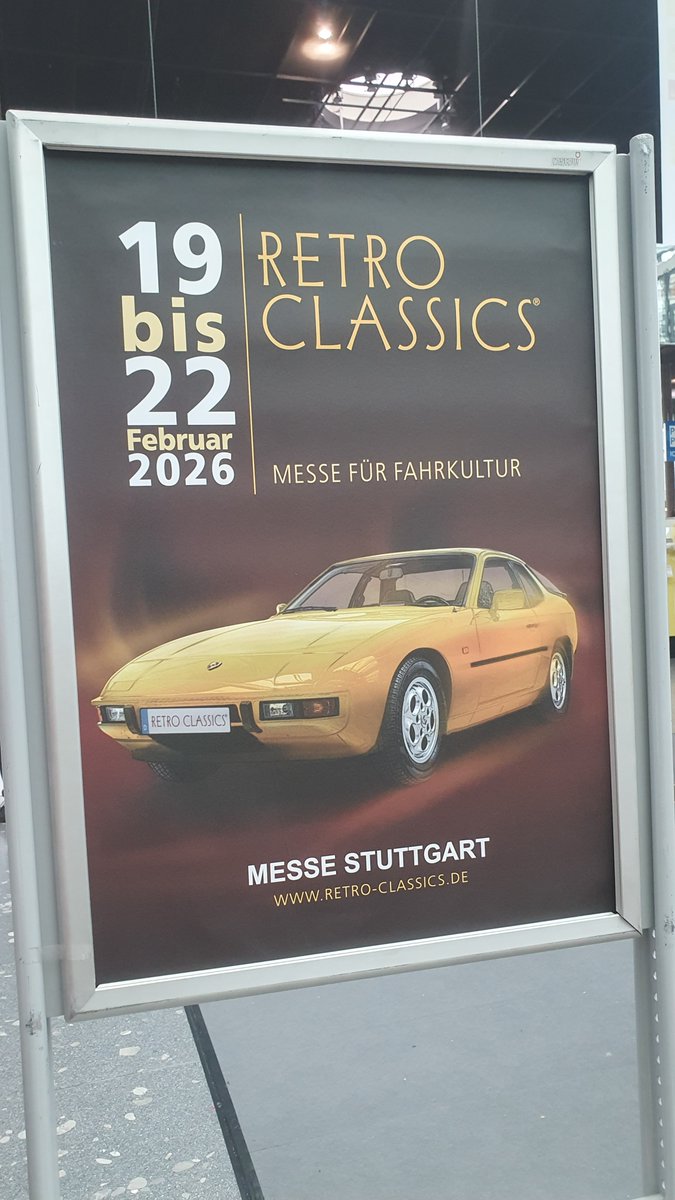 19
bis
22
Februar
2026
RETRO
CLASSICS®
MESSE FÜR FAHRKULTUR
RETRO CLASSICS®
MESSE STUTTGART
WWW.RETRO-CLASSICS.DE